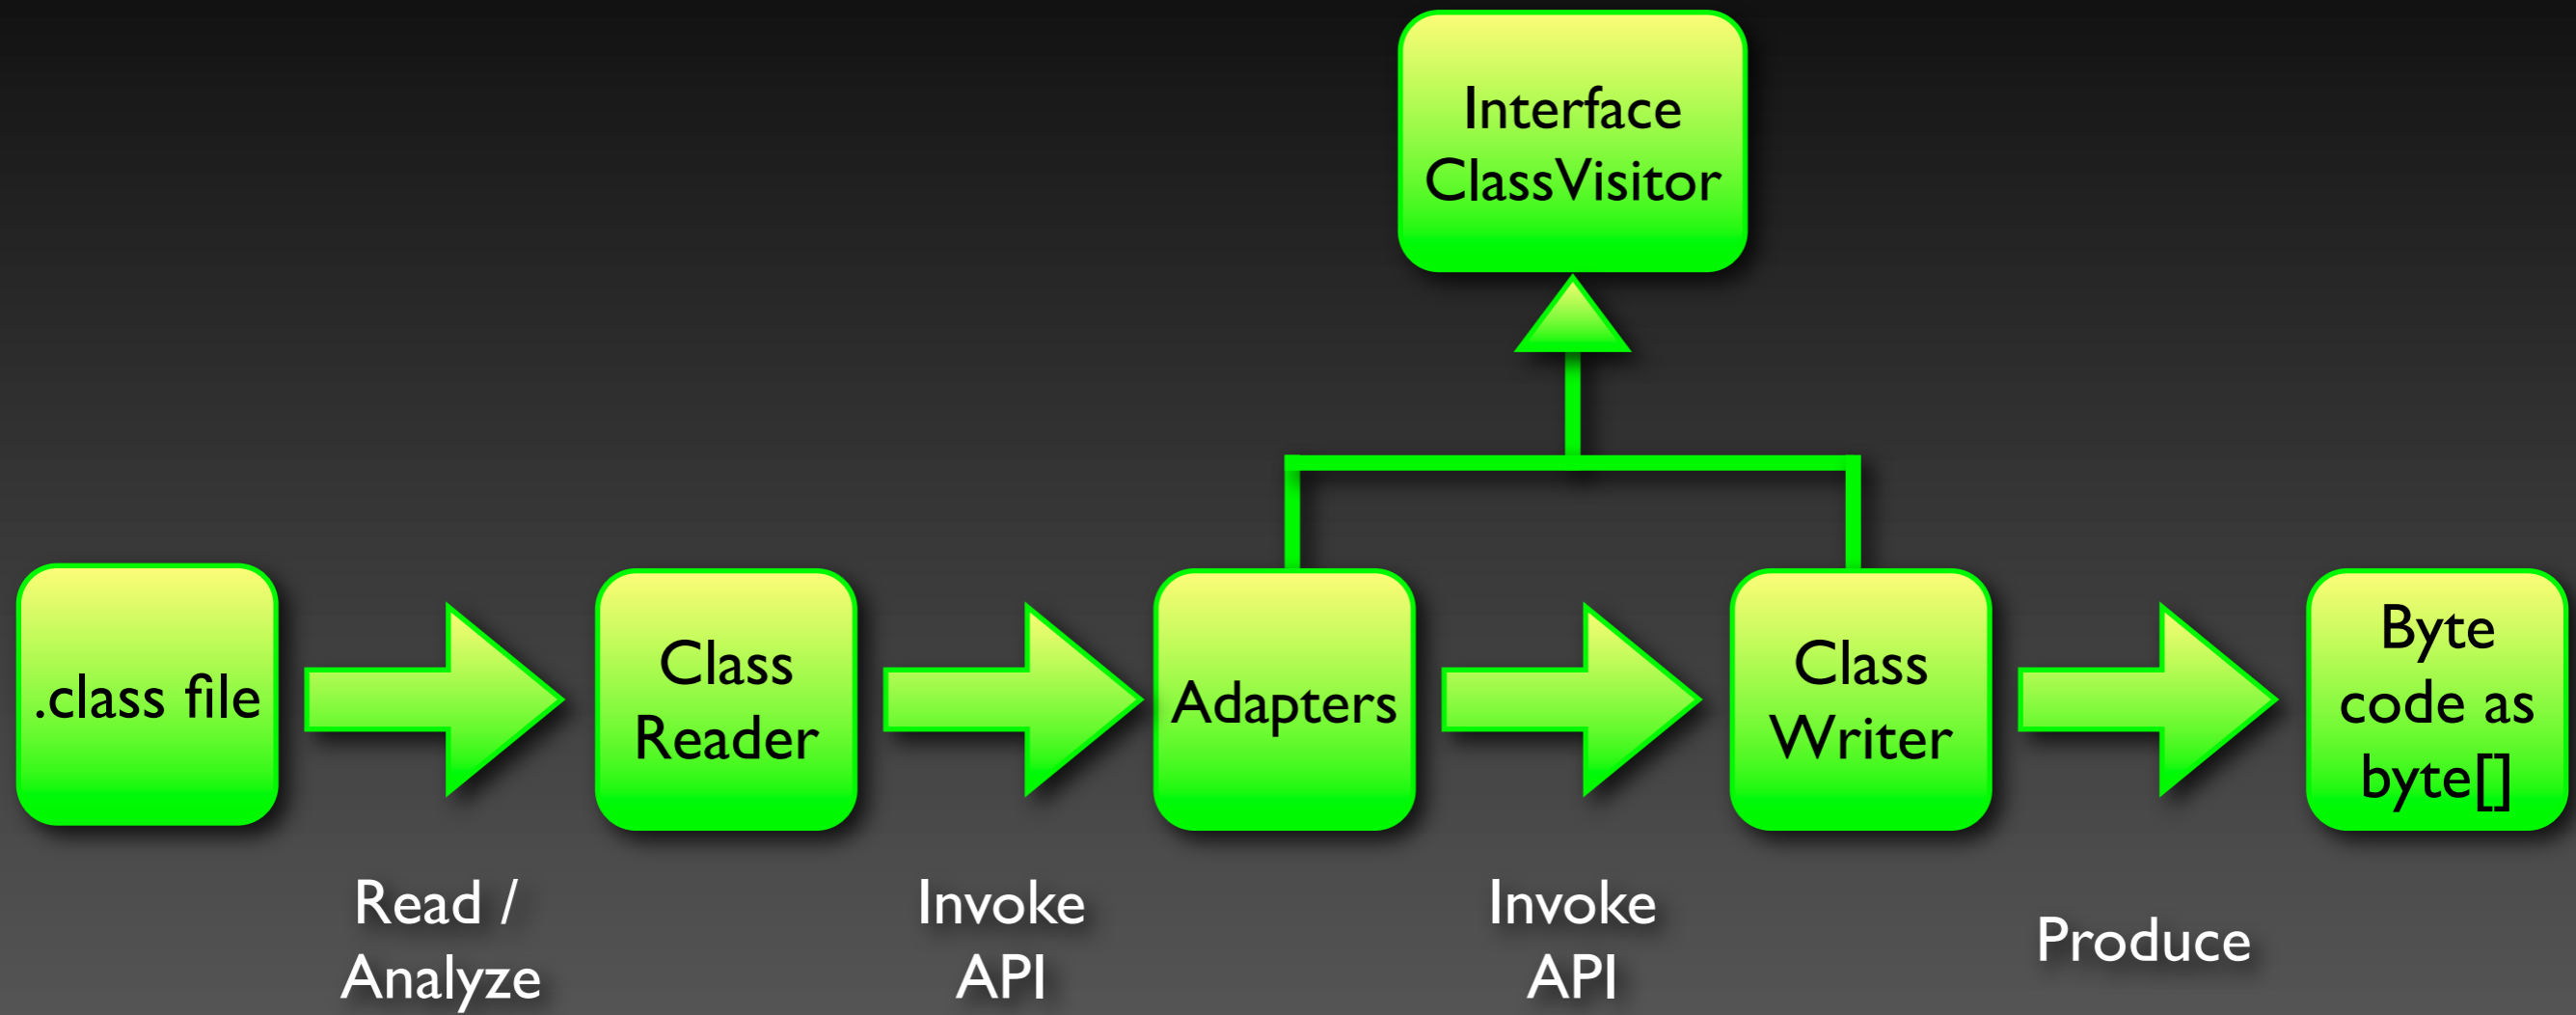 Interface
ClassVisitor
.class file
Class
Reader
Adapters
Class
Writer
Byte
code as
byte[]
Read /
Analyze
Invoke
API
Invoke
API
Produce